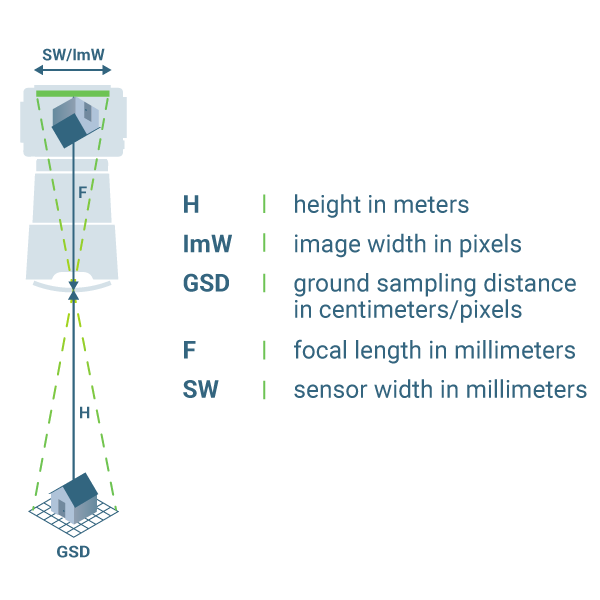 SW/ImW
F
H
GSD
H | height in meters
ImW | image width in pixels
GSD | ground sampling distance
in centimeters/pixels
F | focal length in millimeters
SW | sensor width in millimeters